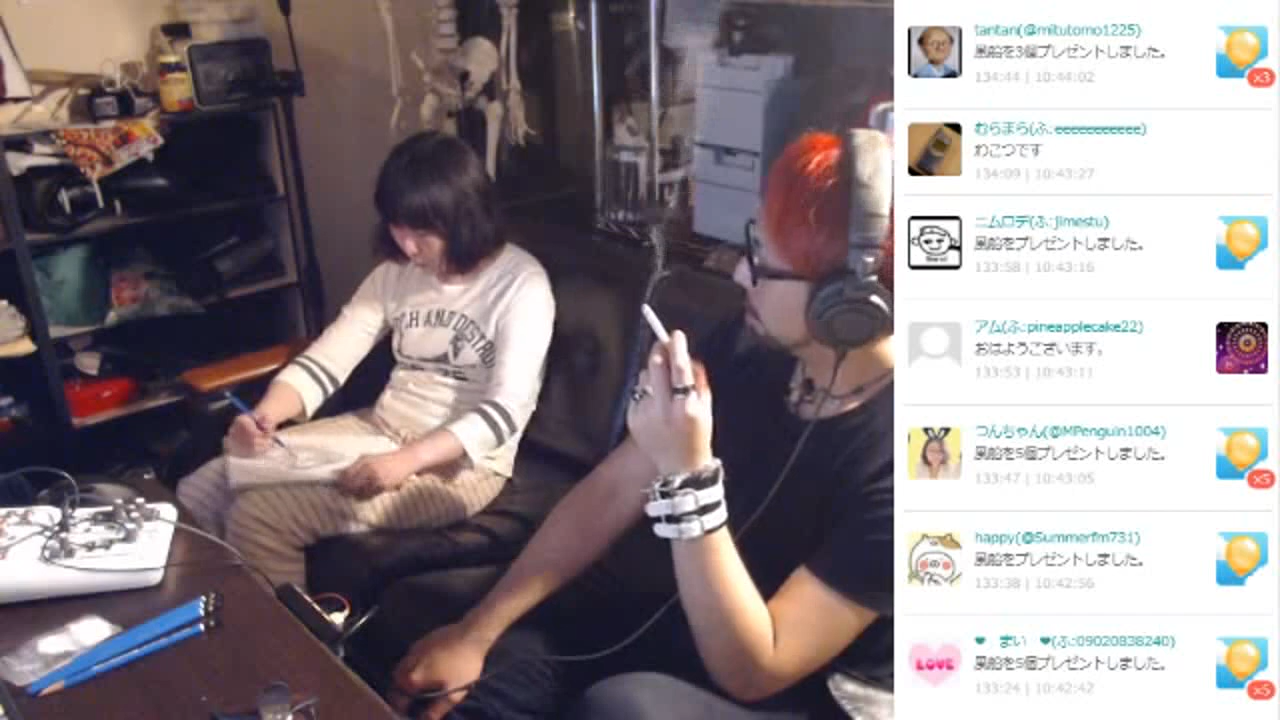 CH AND DESTROY
tantan(@mitutomo1225)
風船を3個プレゼントしました。
134:44 | 10:44:02
x3
むらまら(ふ:eeeeeeeeeee)
わこつです
134:09 | 10:43:27
ニムロデ(ふ:jimestu)
風船をプレゼントしました。
133:58 | 10:43:16
アム(ふ:pineapplecake22)
おはようございます。
133:53 | 10:43:11
つんちゃん(@MPenguin1004)
風船を5個プレゼントしました。
133:47 | 10:43:05
x5
happy(@Summerfm731)
風船をプレゼントしました。
133:38 | 10:42:56
❤ まい ❤(ふ:09020838240)
風船を5個プレゼントしました。
133:24 | 10:42:42
x5
LOVE